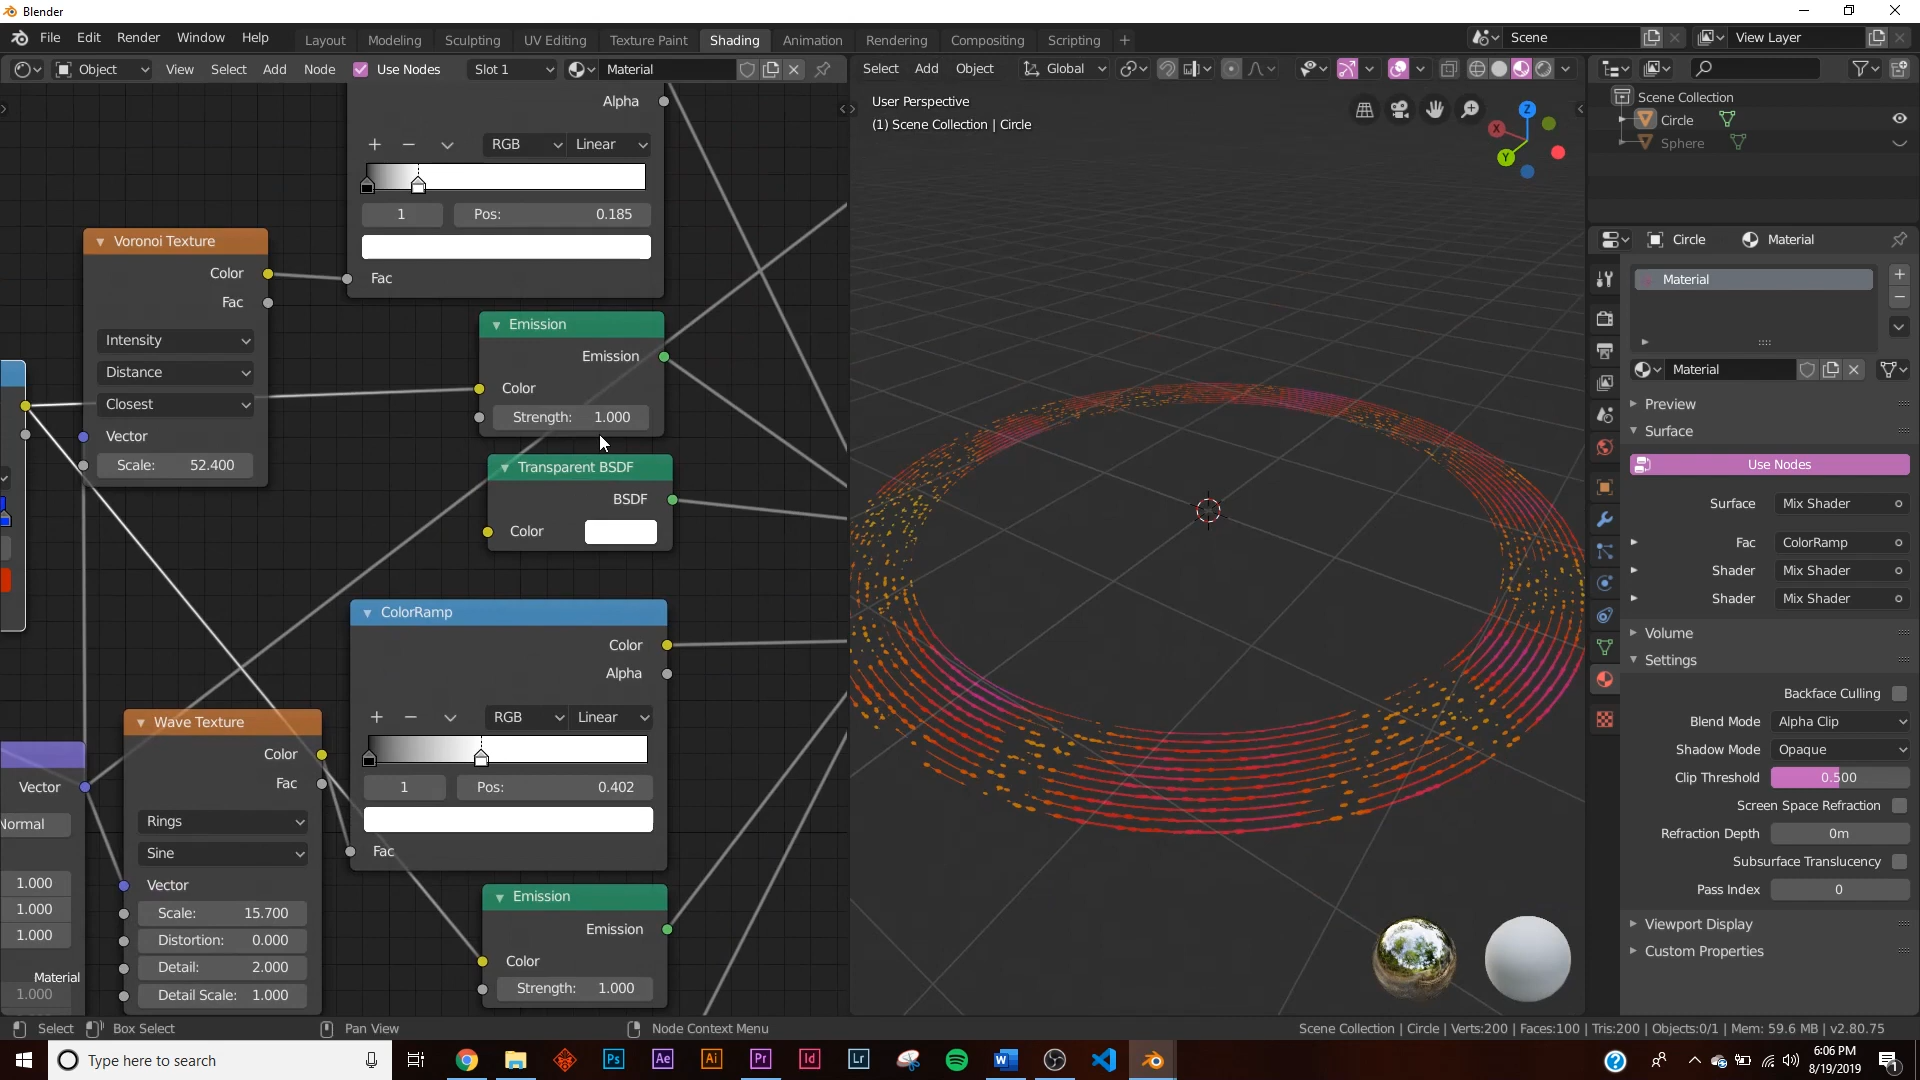 Blender
File Edit Render Window Help
Layout Modeling Sculpting UV Editing Texture Paint Shading Animation Rendering Compositing Scripting
Scene
View Layer
Object View Select Add Node Use Nodes Slot 1 Material
Select Add Object Global
Alpha
RGB Linear
1 Pos: 0.185
Fac
Voronoi Texture
Color
Fac
Intensity
Distance
Closest
Vector
Scale: 52.400
Emission
Emission
Color
Strength: 1.000
Transparent BSDF
BSDF
Color
ColorRamp
Color
Alpha
RGB Linear
1 Pos: 0.402
Fac
Wave Texture
Color
Fac
Rings
Sine
Vector
Scale: 15.700
Distortion: 0.000
Detail: 2.000
Detail Scale: 1.000
Emission
Emission
Color
Strength: 1.000
Vector
Normal
1.000
1.000
1.000
Material
1.000
User Perspective
(1) Scene Collection | Circle
X
Y
Z
Scene Collection
Circle
Sphere
Circle Material
Material
Material
Preview
Surface
Use Nodes
Surface Mix Shader
Fac ColorRamp
Shader Mix Shader
Shader Mix Shader
Volume
Settings
Backface Culling
Blend Mode Alpha Clip
Shadow Mode Opaque
Clip Threshold 0.500
Screen Space Refraction
Refraction Depth 0m
Subsurface Translucency
Pass Index 0
Viewport Display
Custom Properties
Select Box Select Pan View Node Context Menu
Scene Collection | Circle | Verts:200 | Faces:100 | Tris:200 | Objects:0/1 | Mem: 59.6 MB | v2.80.75
Type here to search
Ps Ae Ai Pr Id Lr W
6:06 PM
8/19/2019
1